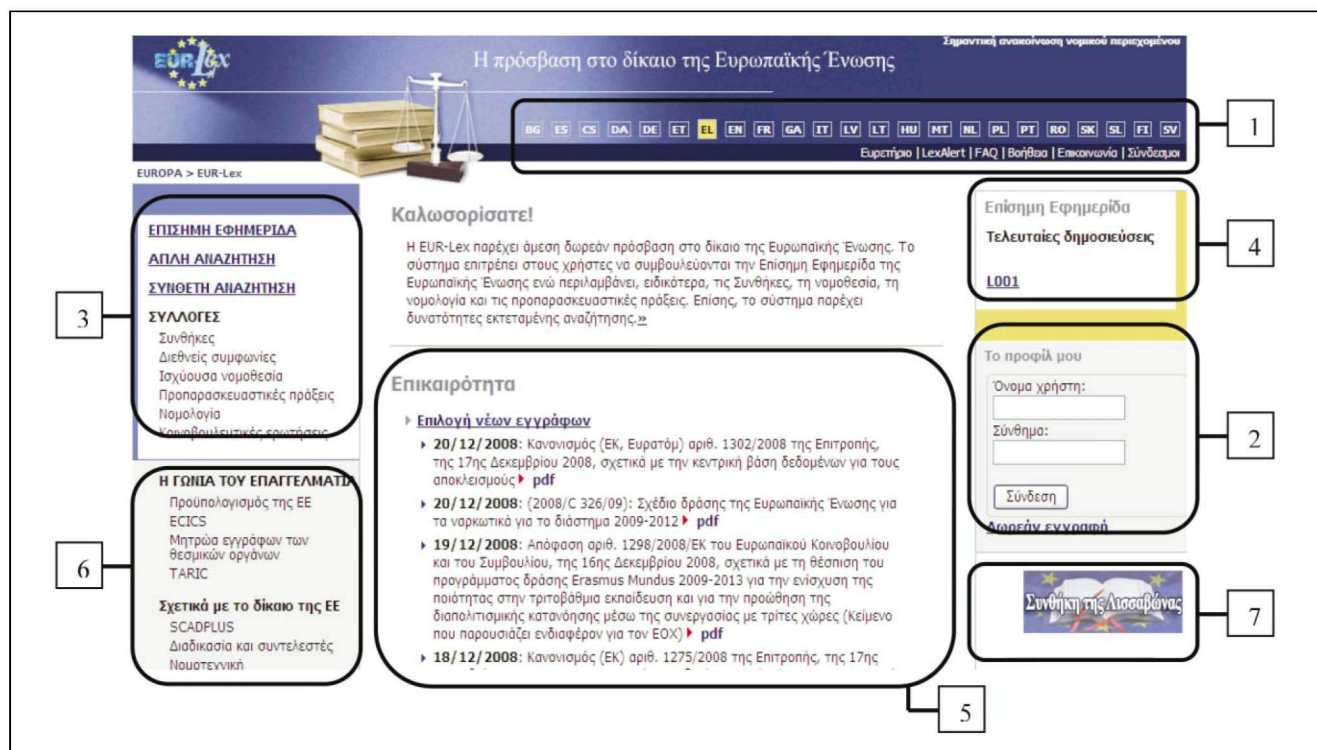 Σημαντική ανακοίνωση νομικού περιεχομένου
EUR Lex
Η πρόσβαση στο δίκαιο της Ευρωπαϊκής Ένωσης
BG ES CS DA DE ET EL EN FR GA IT LV LT HU MT NL PL PT RO SK SL FI SV
1
Ευρετήριο | LexAlert | FAQ | Βοήθεια | Επικοινωνία | Σύνδεσμοι
EUROPA > EUR-Lex
ΕΠΙΣΗΜΗ ΕΦΗΜΕΡΙΔΑ
ΑΠΛΗ ΑΝΑΖΗΤΗΣΗ
ΣΥΝΘΕΤΗ ΑΝΑΖΗΤΗΣΗ
ΣΥΛΛΟΓΕΣ
3
Συνθήκες
Διεθνείς συμφωνίες
Ισχύουσα νομοθεσία
Προπαρασκευαστικές πράξεις
Νομολογία
Κοινοβουλευτικές ερωτήσεις
Η ΓΩΝΙΑ ΤΟΥ ΕΠΑΓΓΕΛΜΑΤΙΑ
Προϋπολογισμός της ΕΕ
ECICS
Μητρώα εγγράφων των
θεσμικών οργάνων
6
TARIC
Σχετικά με το δίκαιο της ΕΕ
SCADPLUS
Διαδικασία και συντελεστές
Νομοτεχνική
Καλωσορίσατε!
Η EUR-Lex παρέχει άμεση δωρεάν πρόσβαση στο δίκαιο της Ευρωπαϊκής Ένωσης. Το
σύστημα επιτρέπει στους χρήστες να συμβουλεύονται την Επίσημη Εφημερίδα της
Ευρωπαϊκής Ένωσης ενώ περιλαμβάνει, ειδικότερα, τις Συνθήκες, τη νομοθεσία, τη
νομολογία και τις προπαρασκευαστικές πράξεις. Επίσης, το σύστημα παρέχει
δυνατότητες εκτεταμένης αναζήτησης.»
Επικαιρότητα
Επιλογή νέων εγγράφων
20/12/2008: Κανονισμός (ΕΚ, Ευρατόμ) αριθ. 1302/2008 της Επιτροπής,
της 17ης Δεκεμβρίου 2008, σχετικά με την κεντρική βάση δεδομένων για τους
αποκλεισμούς pdf
20/12/2008: (2008/C 326/09): Σχέδιο δράσης της Ευρωπαϊκής Ένωσης για
τα ναρκωτικά για το διάστημα 2009-2012 pdf
19/12/2008: Απόφαση αριθ. 1298/2008/ΕΚ του Ευρωπαϊκού Κοινοβουλίου
και του Συμβουλίου, της 16ης Δεκεμβρίου 2008, σχετικά με τη θέσπιση του
προγράμματος δράσης Erasmus Mundus 2009-2013 για την ενίσχυση της
ποιότητας στην τριτοβάθμια εκπαίδευση και για την προώθηση της
διαπολιτισμικής κατανόησης μέσω της συνεργασίας με τρίτες χώρες (Κείμενο
που παρουσιάζει ενδιαφέρον για τον ΕΟΧ) pdf
18/12/2008: Κανονισμός (ΕΚ) αριθ. 1275/2008 της Επιτροπής, της 17ης
5
Επίσημη Εφημερίδα
Τελευταίες δημοσιεύσεις
4
L001
Το προφίλ μου
Όνομα χρήστη:
Σύνθημα:
2
Σύνδεση
Δωρεάν εγγραφή
Συνθήκη της Λισσαβώνας
7